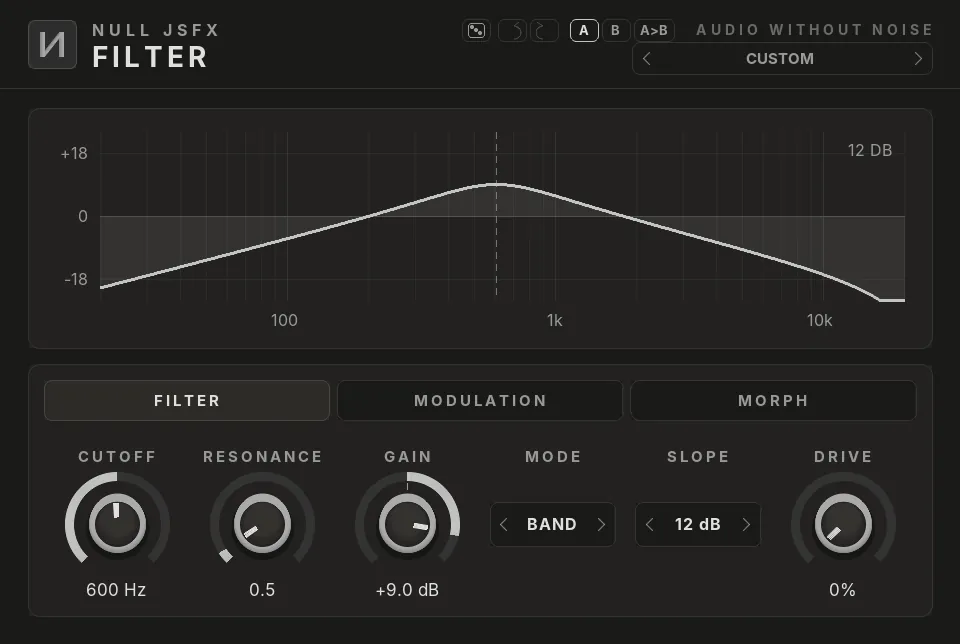 NULL JSFX
FILTER
A B A>B AUDIO WITHOUT NOISE
CUSTOM
+18
12 DB
0
-18
100 1k 10k
FILTER MODULATION MORPH
CUTOFF RESONANCE GAIN MODE SLOPE DRIVE
BAND 12 dB
600 Hz 0.5 +9.0 dB 0%